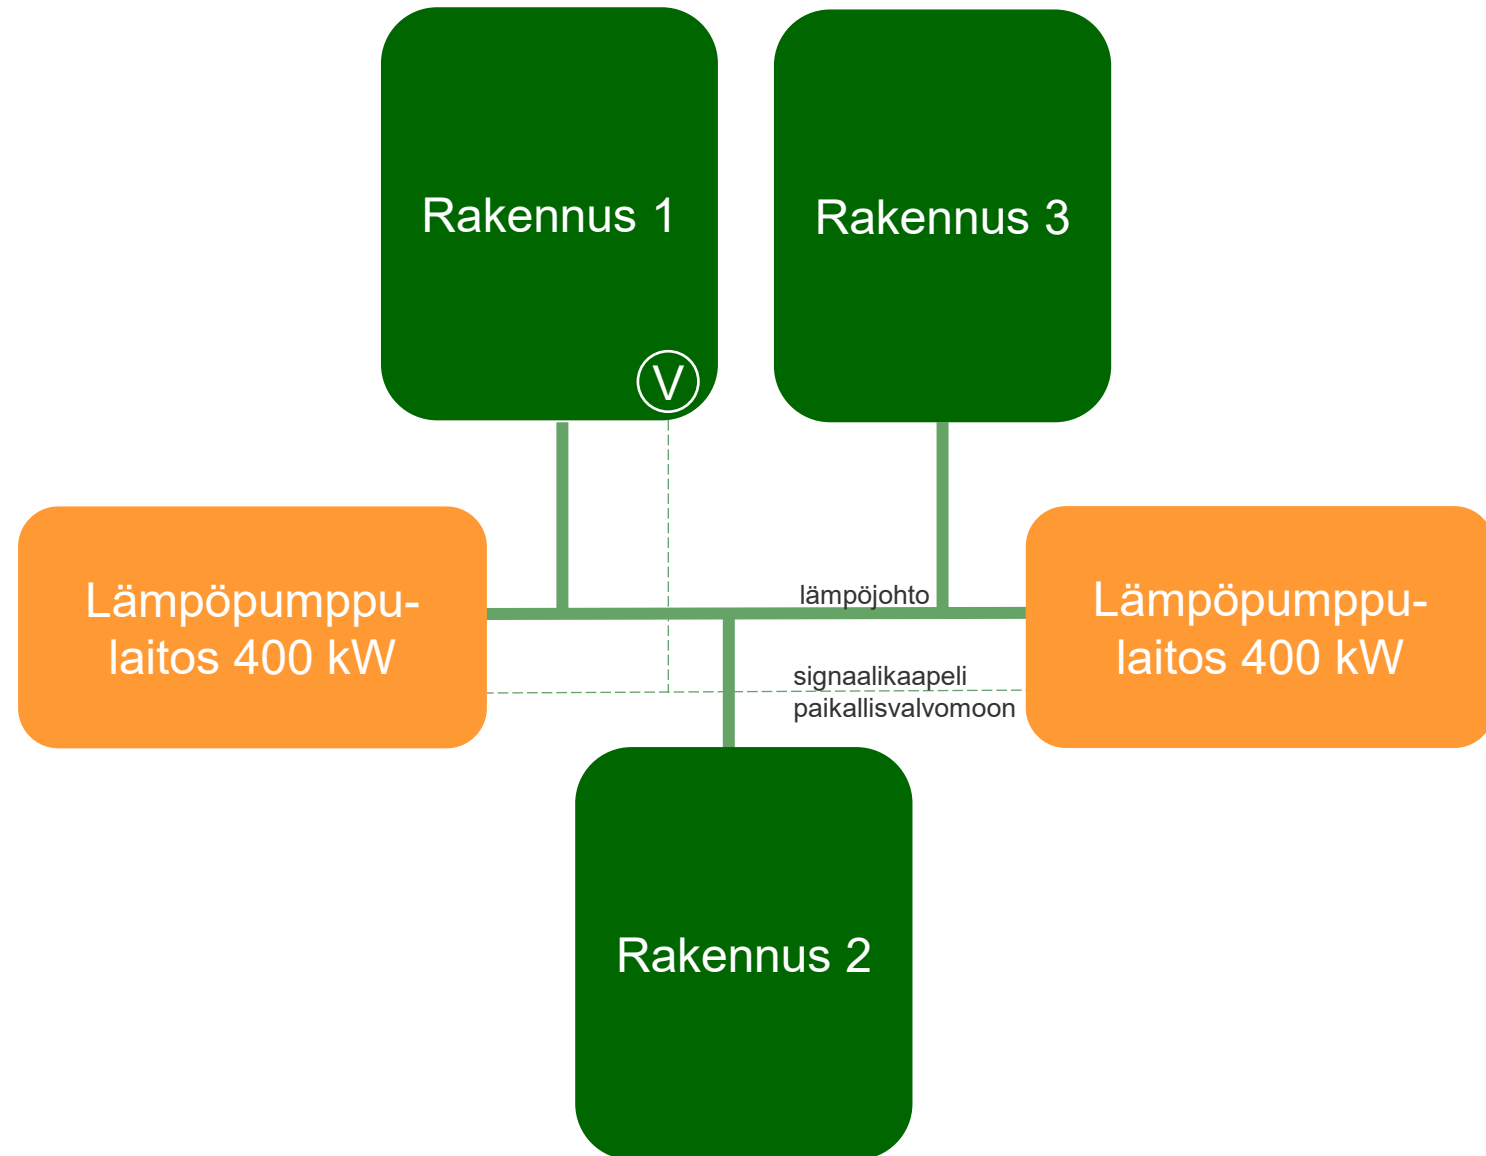 Rakennus 1
Rakennus 3
V
Lämpöpumppu-
laitos 400 kW
lämpöjohto
Lämpöpumppu-
laitos 400 kW
signaalikaapeli
paikallisvalvomoon
Rakennus 2